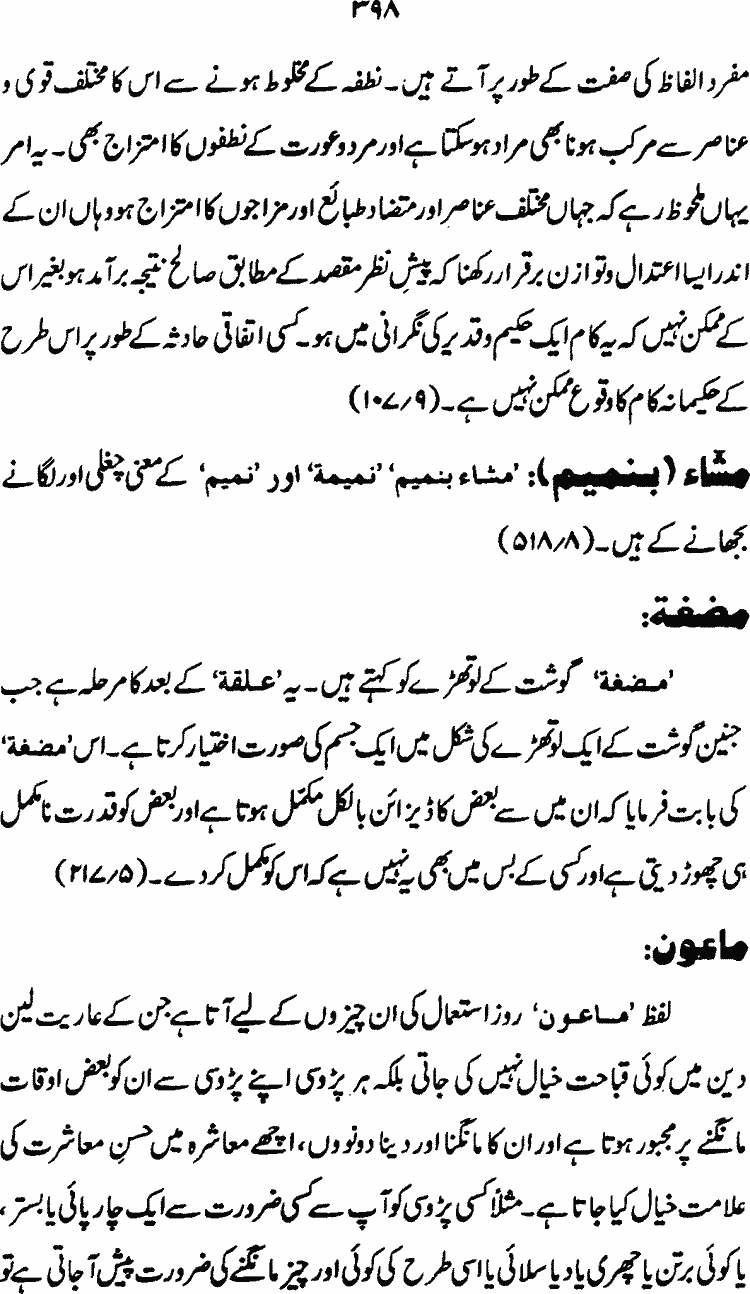 ۳۹۸
مفرد الفاظ کی صفت کے طور پر آتے ہیں۔ نطفہ کے مخلوط ہونے سے اس کا مختلف قوی و
عناصر سے مرکب ہونا بھی مراد ہو سکتا ہے اور مرد و عورت کے نطفوں کا امتزاج بھی۔ یہ امر
یہاں ملحوظ رہے کہ جہاں مختلف عناصر اور متضاد طبائع اور مزاجوں کا امتزاج ہو وہاں ان کے
اندر ایسا اعتدال و توازن برقرار رکھنا کہ پیشِ نظر مقصد کے مطابق صالح نتیجہ برآمد ہو بغیر اس
کے ممکن نہیں کہ یہ کام ایک حکیم و قدیر کی نگرانی میں ہو۔ کسی اتفاقی حادثہ کے طور پر اس طرح
کے حکیمانہ کام کا وقوع ممکن نہیں ہے۔ (۱۰۷/۹)
مشّاء (بنمیم): 'مشاء بنمیم' 'نمیمة' اور 'نمیم' کے معنی چغلی اور لگانے
بجھانے کے ہیں۔ (۵۱۸/۸)
مضغة:
'مضغة' گوشت کے لوتھڑے کو کہتے ہیں۔ یہ 'علقة' کے بعد کا مرحلہ ہے جب
جنین گوشت کے ایک لوتھڑے کی شکل میں ایک جسم کی صورت اختیار کرتا ہے۔ اس 'مضغة'
کی بابت فرمایا کہ ان میں سے بعض کا ڈیزائن بالکل مکمّل ہوتا ہے اور بعض کو قدرت نامکمل
ہی چھوڑ دیتی ہے اور کسی کے بس میں بھی یہ نہیں ہے کہ اس کو مکمل کر دے۔ (۲۱۷/۵)
ماعون:
لفظ 'ماعون' روز استعمال کی ان چیزوں کے لیے آتا ہے جن کے عاریت لین
دین میں کوئی قباحت خیال نہیں کی جاتی بلکہ ہر پڑوسی اپنے پڑوسی سے ان کو بعض اوقات
مانگنے پر مجبور ہوتا ہے اور ان کا مانگنا اور دینا دونوں، اچھے معاشرہ میں حسنِ معاشرت کی
علامت خیال کیا جاتا ہے۔ مثلاً کسی پڑوسی کو آپ سے کسی ضرورت سے ایک چارپائی یا بستر،
یا کوئی برتن یا چھری یا دیا سلائی یا اسی طرح کی کوئی اور چیز مانگنے کی ضرورت پیش آجاتی ہے تو